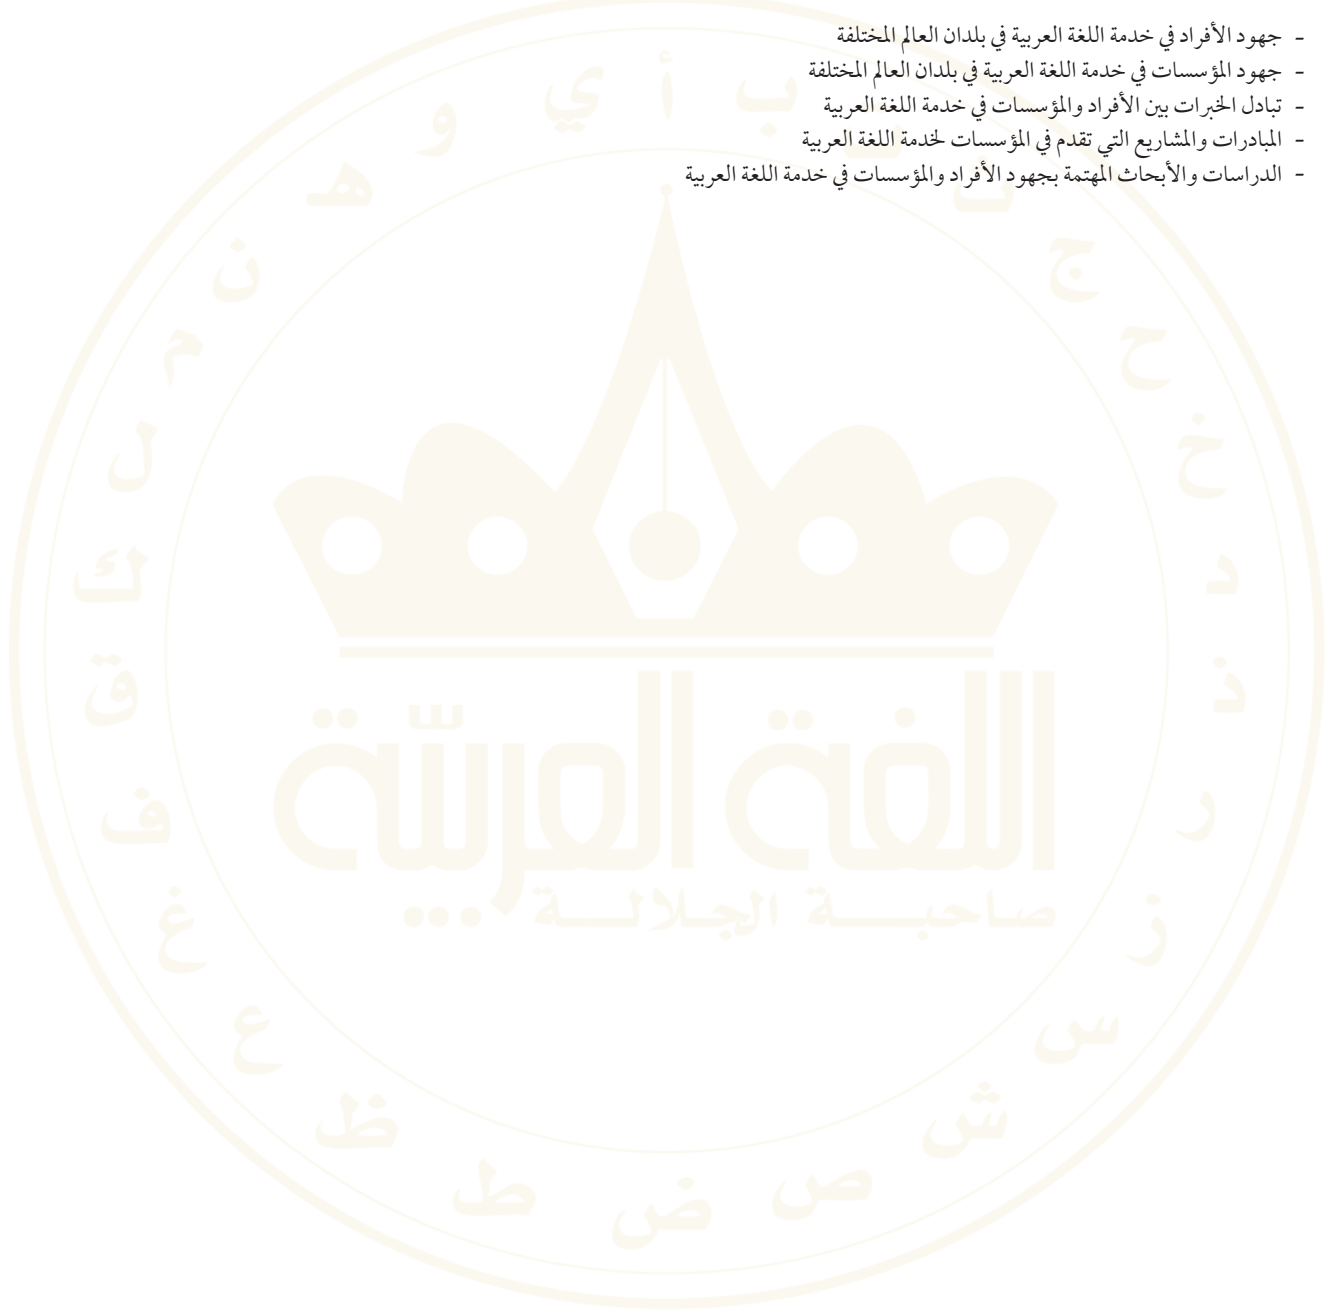 - جهود الأفراد في خدمة اللغة العربية في بلدان العالم المختلفة
- جهود المؤسسات في خدمة اللغة العربية في بلدان العالم المختلفة
- تبادل الخبرات بين الأفراد والمؤسسات في خدمة اللغة العربية
- المبادرات والمشاريع التي تقدم في المؤسسات لخدمة اللغة العربية
- الدراسات والأبحاث المهتمة بجهود الأفراد والمؤسسات في خدمة اللغة العربية
أ ب ت ث ج ح خ د ذ ر ز س ش ص ض ط ظ ع غ ف ق ك ل م ن هـ و ي
اللغة العربية
صاحبة الجلالة...